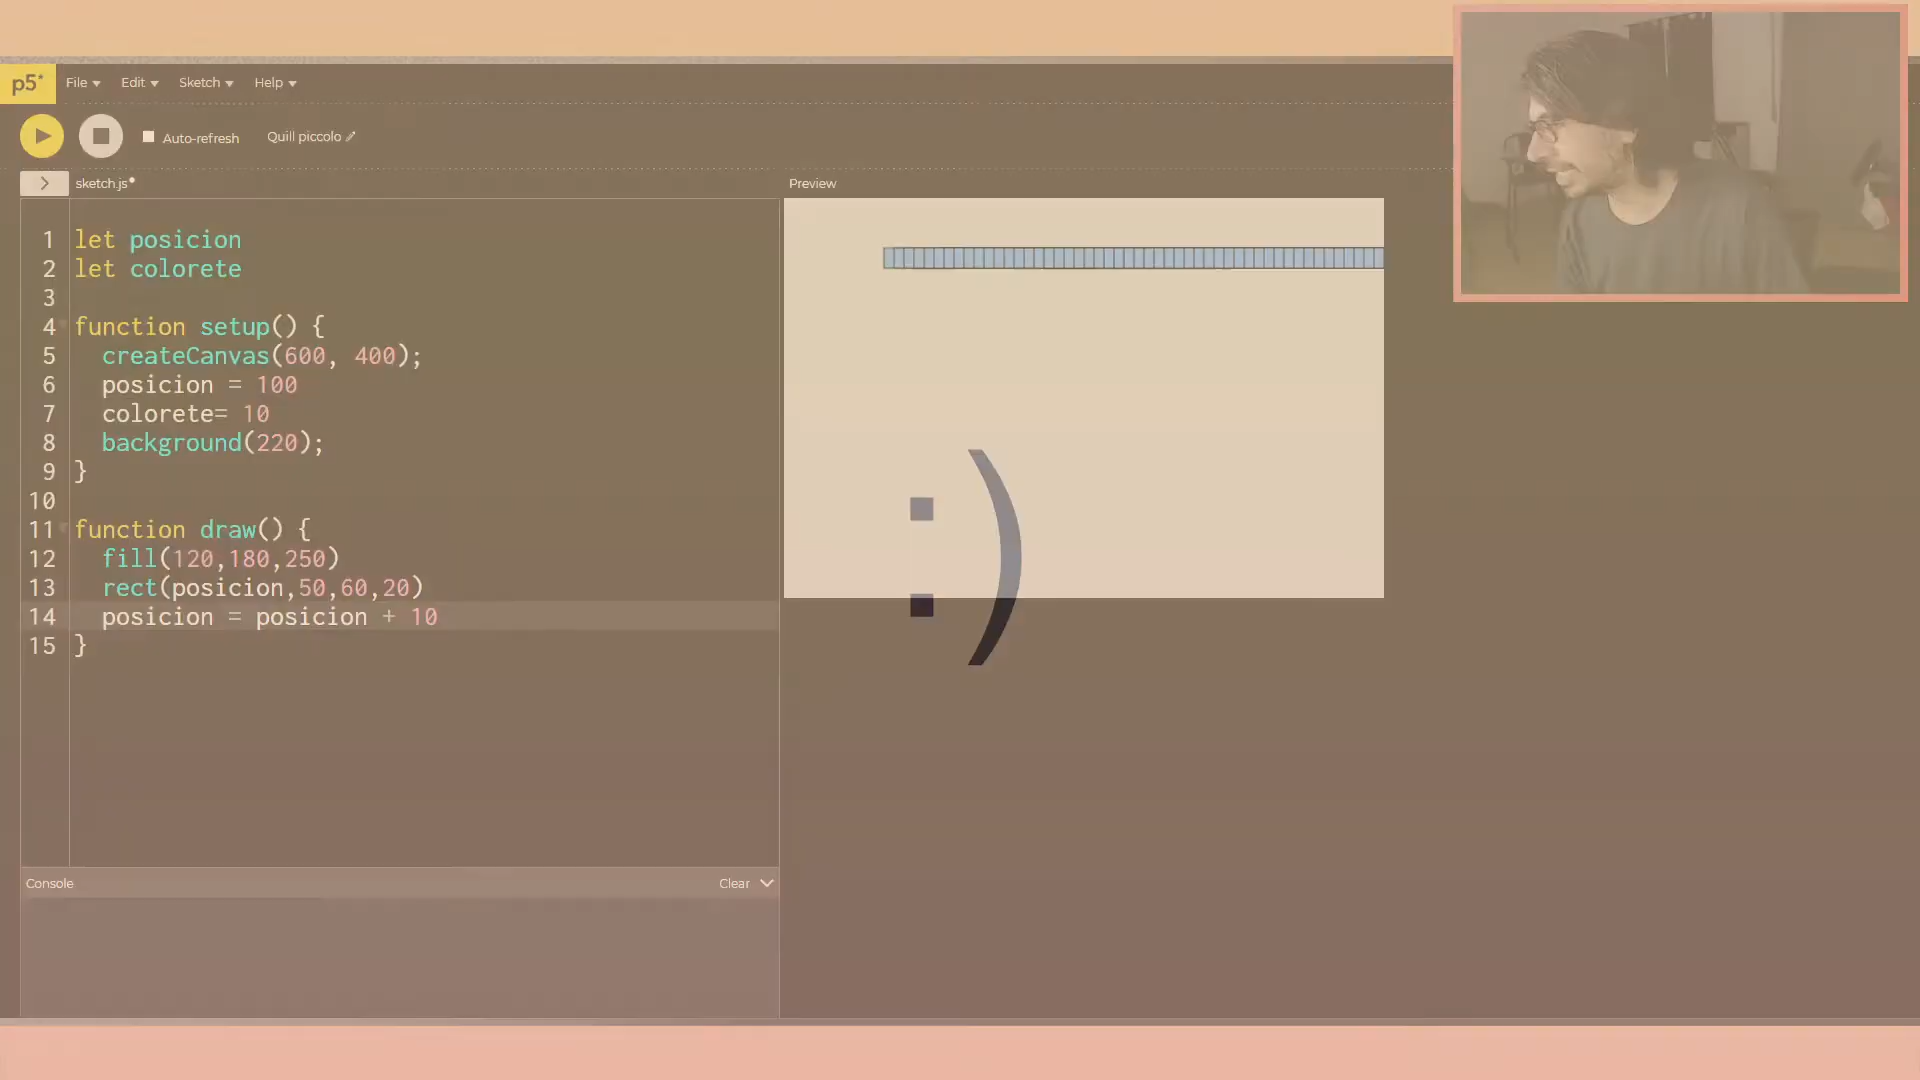 p5* File Edit Sketch Help
Auto-refresh Quill piccolo
sketch.js Preview
1 let posicion
2 let colorete
3
4 function setup() {
5 createCanvas(600, 400);
6 posicion = 100
7 colorete= 10
8 background(220);
9 }
10
11 function draw() {
12 fill(120,180,250)
13 rect(posicion,50,60,20)
14 posicion = posicion + 10
15 }
:)
Console Clear